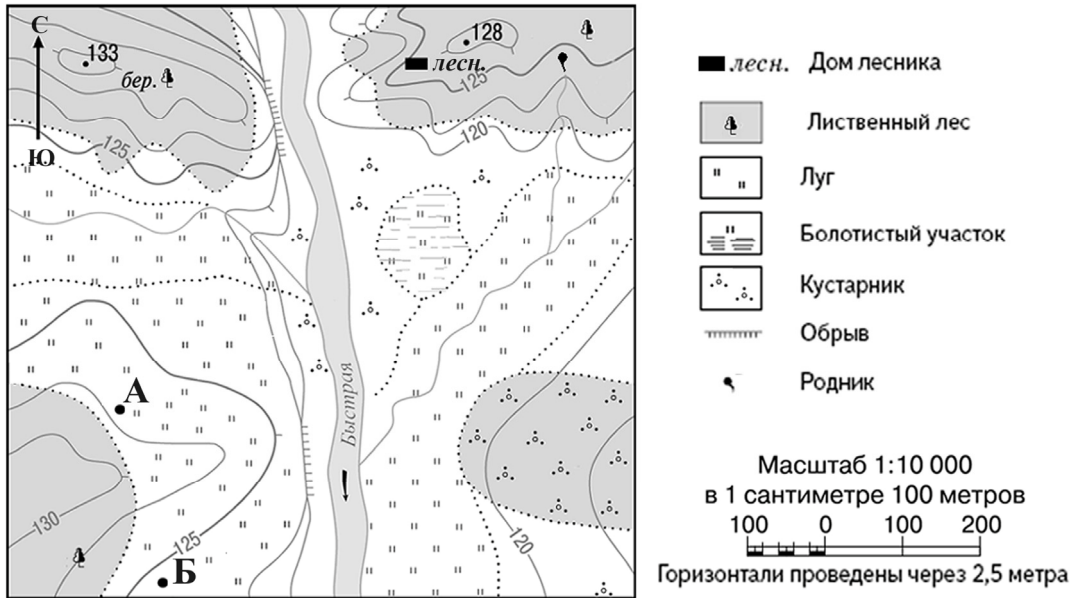 С
Ю
133
бер.
125
128
лесн.
125
120
А
Быстрая
130
125
Б
120
лесн. Дом лесника
Лиственный лес
Луг
Болотистый участок
Кустарник
Обрыв
Родник
Масштаб 1:10 000
в 1 сантиметре 100 метров
100 0 100 200
Горизонтали проведены через 2,5 метра